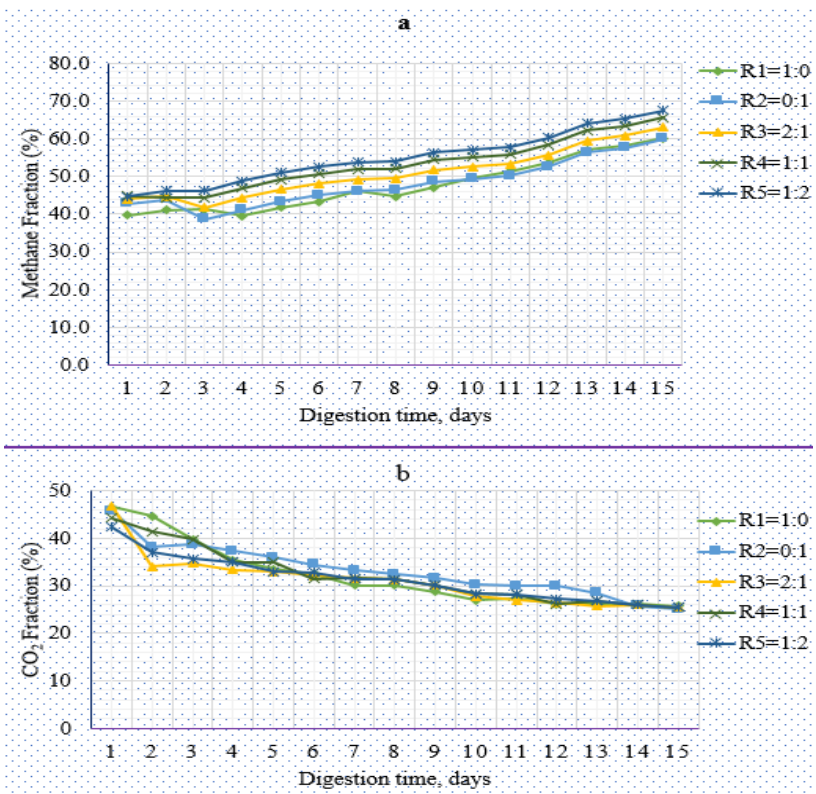 a
80.0
70.0
60.0
50.0
40.0
30.0
20.0
10.0
0.0
Methane Fraction (%)
1 2 3 4 5 6 7 8 9 10 11 12 13 14 15
Digestion time, days
R1=1:0
R2=0:1
R3=2:1
R4=1:1
R5=1:2
b
50
40
30
20
10
0
CO₂ Fraction (%)
1 2 3 4 5 6 7 8 9 10 11 12 13 14 15
Digestion time, days
R1=1:0
R2=0:1
R3=2:1
R4=1:1
R5=1:2